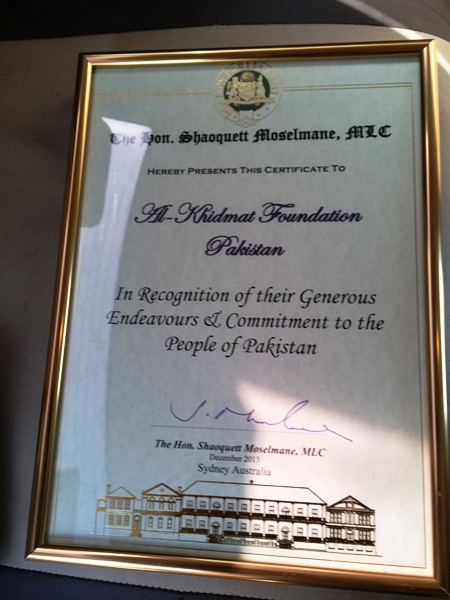 The Hon. Shaoquett Moselmane, MLC
HEREBY PRESENTS THIS CERTIFICATE TO
Al-Khidmat Foundation
Pakistan
In Recognition of their Generous
Endeavours & Commitment to the
People of Pakistan
The Hon. Shaoquett Moselmane, MLC
December 2013
Sydney Australia